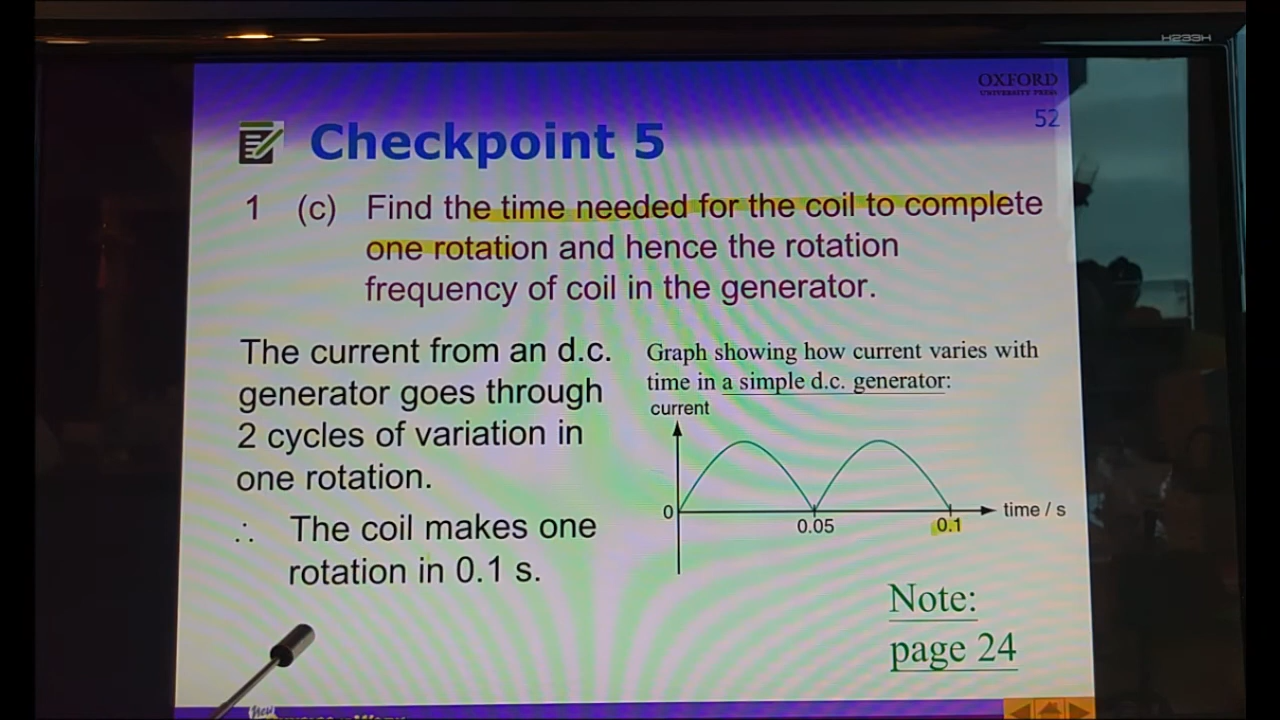 H233H
OXFORD
UNIVERSITY PRESS
52
Checkpoint 5
1 (c) Find the time needed for the coil to complete
one rotation and hence the rotation
frequency of coil in the generator.
The current from an d.c.
generator goes through
2 cycles of variation in
one rotation.
∴ The coil makes one
rotation in 0.1 s.
Graph showing how current varies with
time in a simple d.c. generator:
current
0
0.05
0.1
time / s
Note:
page 24
New